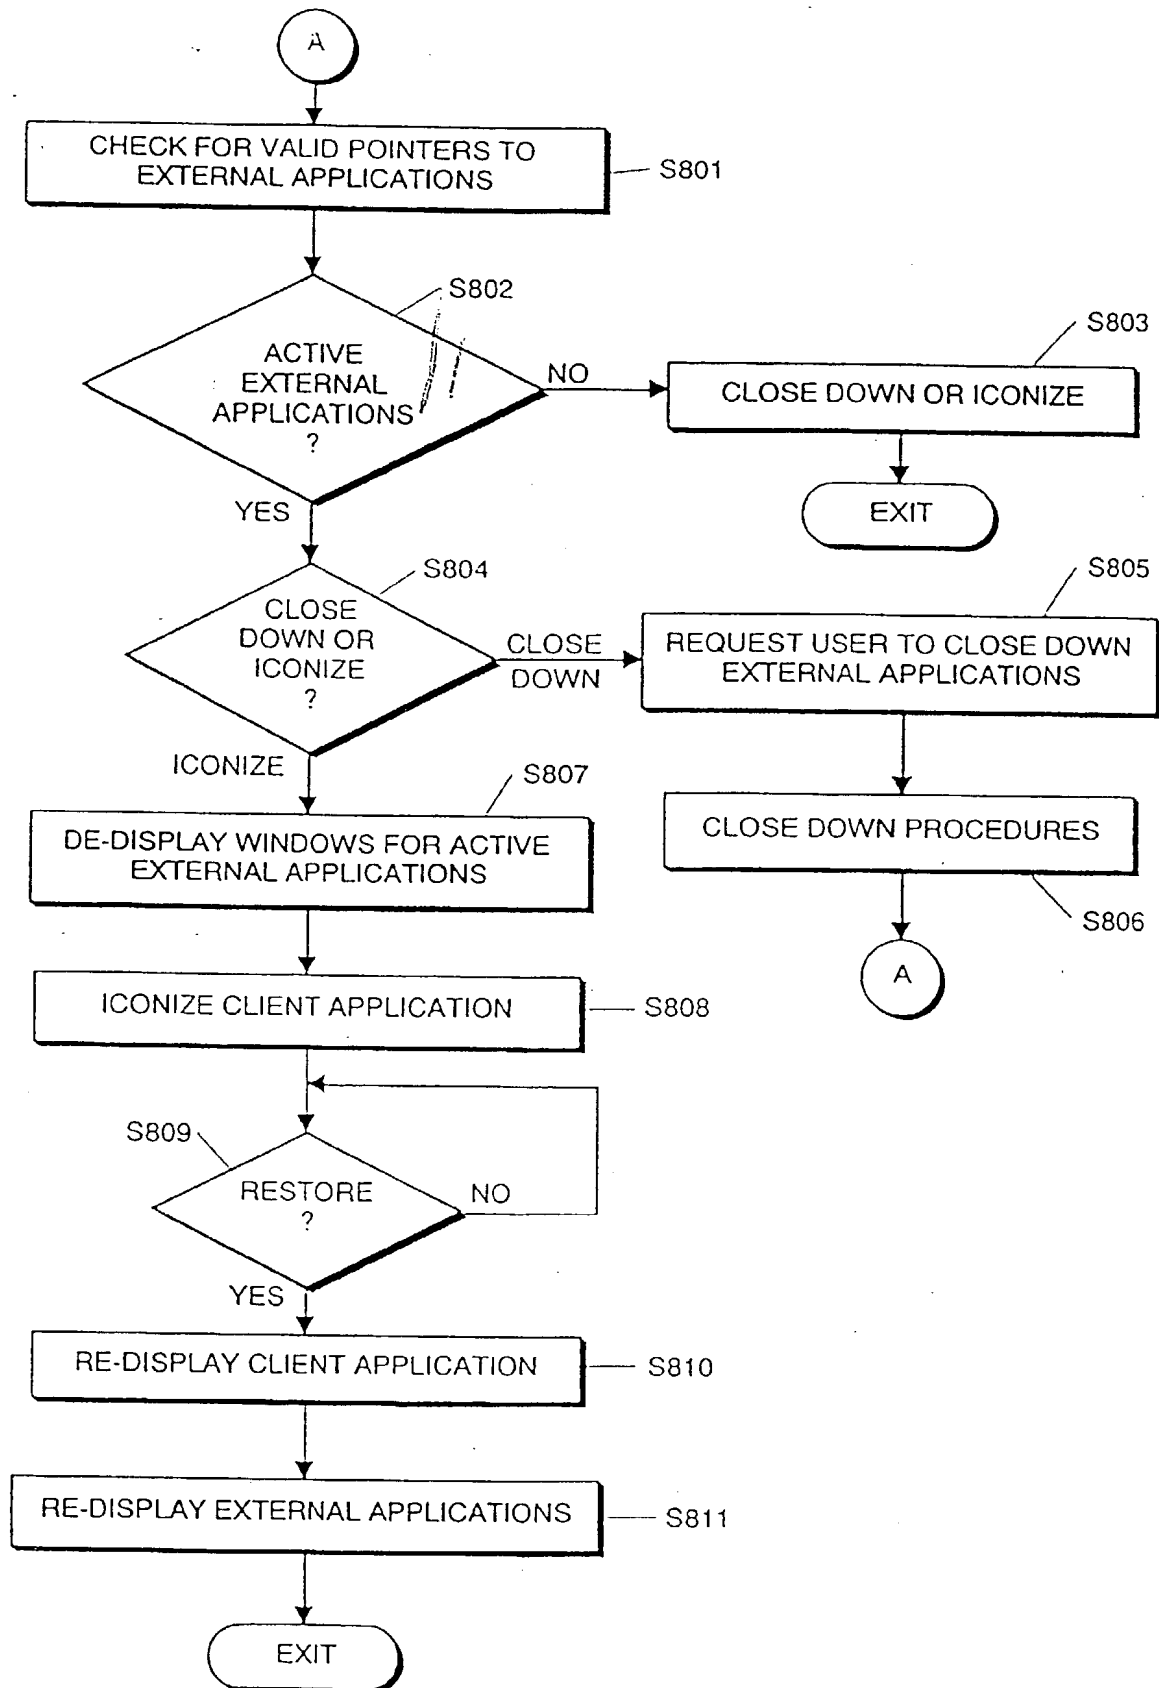 A
CHECK FOR VALID POINTERS TO
EXTERNAL APPLICATIONS
S801
S802
ACTIVE
EXTERNAL
APPLICATIONS
?
NO
YES
S803
CLOSE DOWN OR ICONIZE
EXIT
S804
CLOSE
DOWN OR
ICONIZE
?
CLOSE
DOWN
ICONIZE
S805
REQUEST USER TO CLOSE DOWN
EXTERNAL APPLICATIONS
CLOSE DOWN PROCEDURES
S806
A
S807
DE-DISPLAY WINDOWS FOR ACTIVE
EXTERNAL APPLICATIONS
ICONIZE CLIENT APPLICATION
S808
S809
RESTORE
?
NO
YES
RE-DISPLAY CLIENT APPLICATION
S810
RE-DISPLAY EXTERNAL APPLICATIONS
S811
EXIT